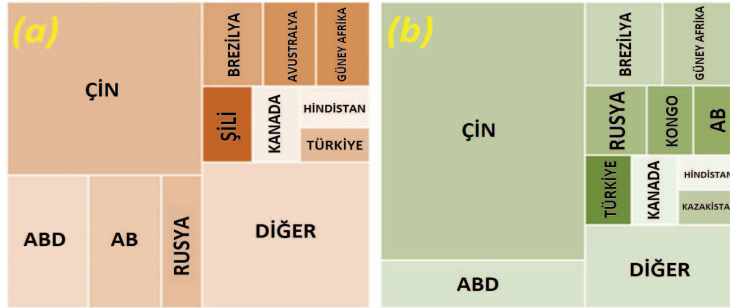 (a)
ÇİN
BREZİLYA
AVUSTRALYA
GÜNEY AFRİKA
ŞİLİ
KANADA
HİNDİSTAN
TÜRKİYE
ABD
AB
RUSYA
DİĞER
(b)
ÇİN
BREZİLYA
GÜNEY AFRİKA
RUSYA
KONGO
AB
TÜRKİYE
KANADA
HİNDİSTAN
KAZAKİSTA
ABD
DİĞER